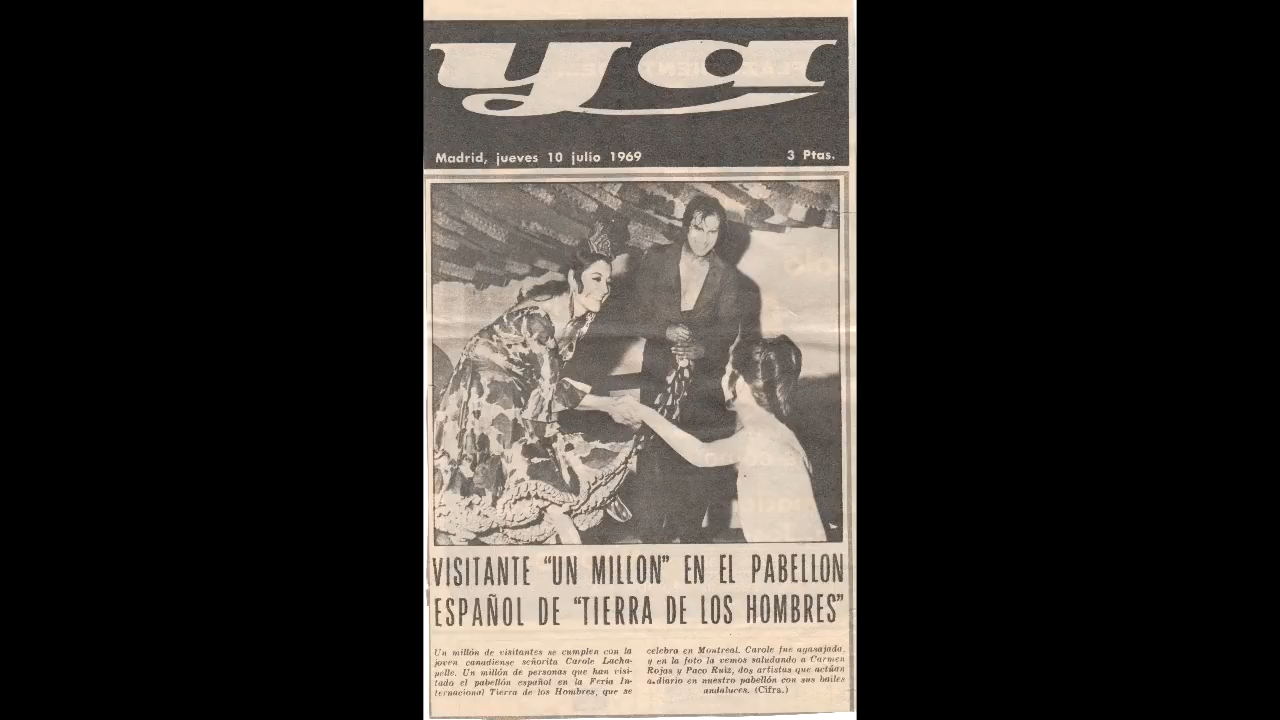 ya
Madrid, jueves 10 julio 1969
3 Ptas.
VISITANTE "UN MILLON" EN EL PABELLON
ESPAÑOL DE "TIERRA DE LOS HOMBRES"
Un millón de visitantes se cumplen con la
joven canadiense señorita Carole Lacha-
pelle. Un millón de personas que han visi-
tado el pabellón español en la Feria In-
ternacional Tierra de los Hombres, que se
celebra en Montreal. Carole fue agasajada,
y en la foto la vemos saludando a Carmen
Rojas y Paco Ruiz, dos artistas que actúan
a diario en nuestro pabellón con sus bailes
andaluces. (Cifra.)